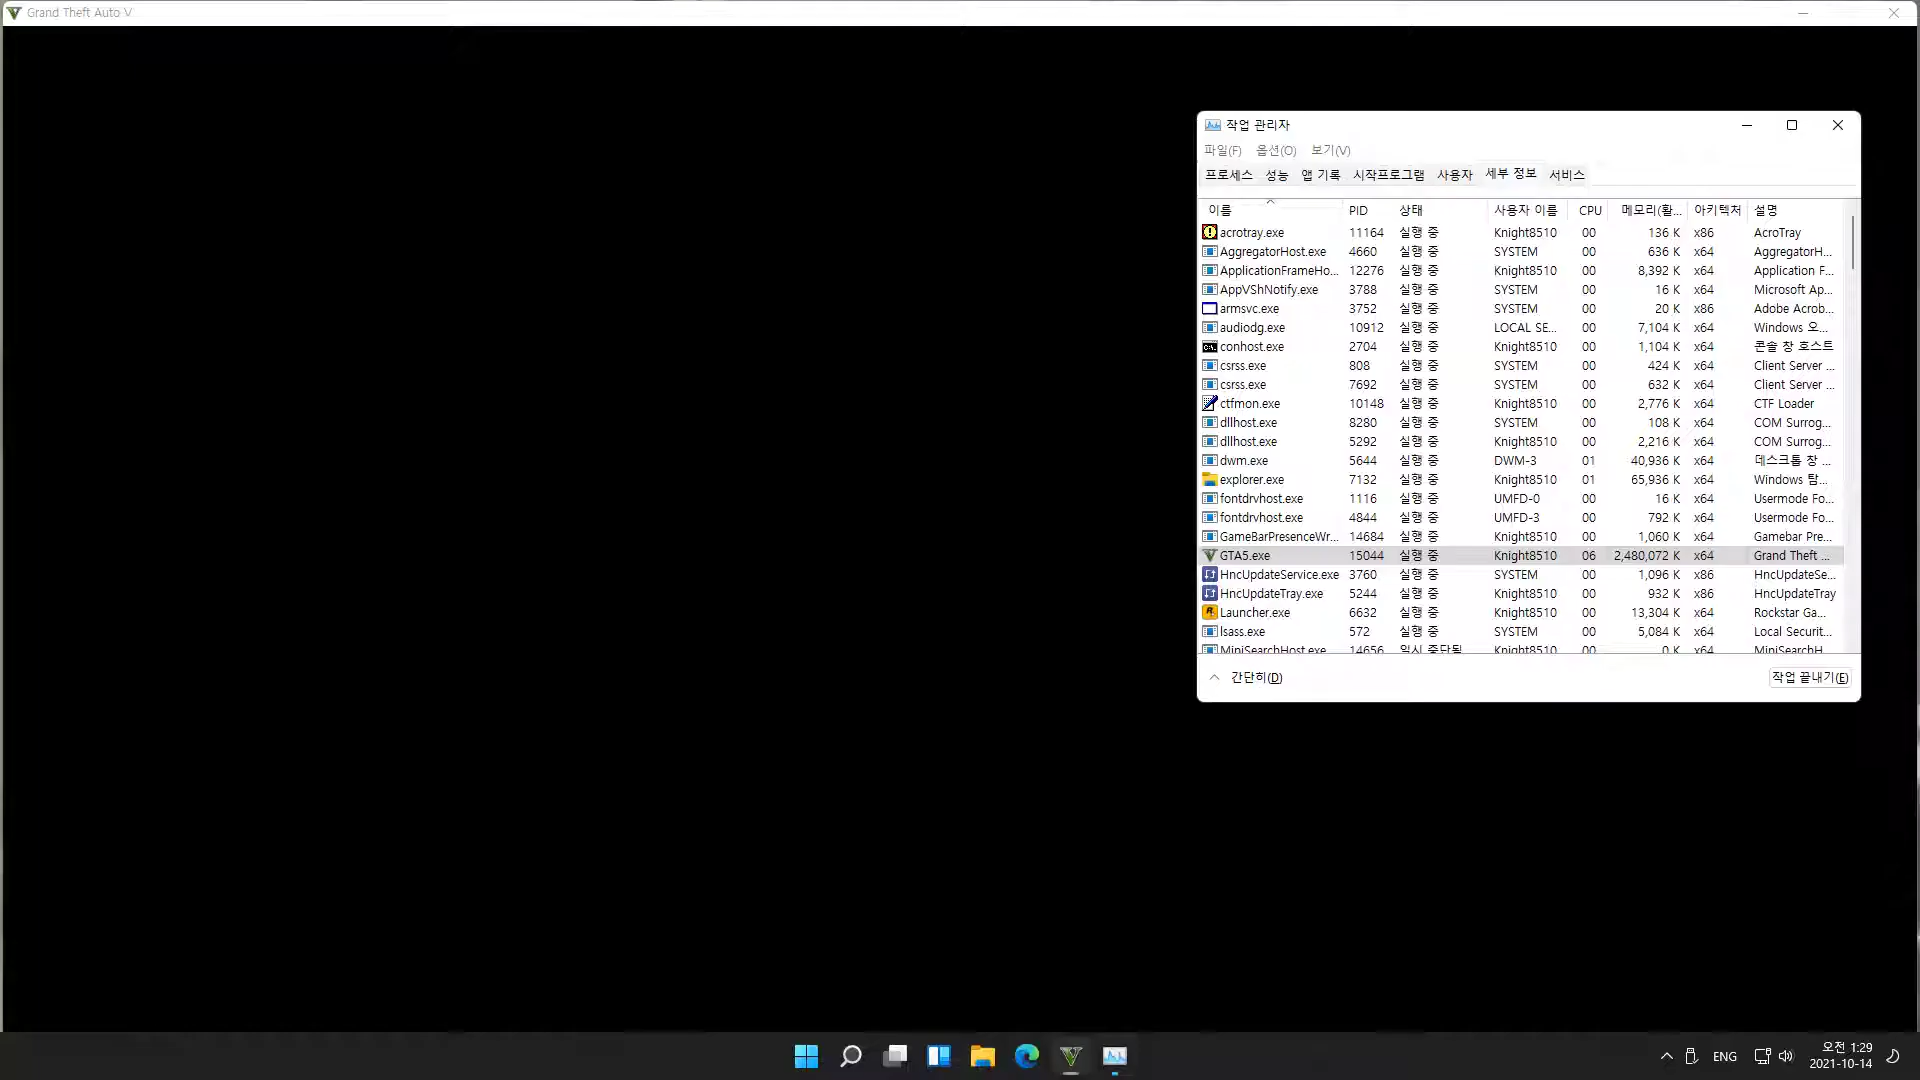 Grand Theft Auto V
작업 관리자
파일(F) 옵션(O) 보기(V)
프로세스 성능 앱 기록 시작프로그램 사용자 세부 정보 서비스
이름 PID 상태 사용자 이름 CPU 메모리(활... 아키텍처 설명
acrotray.exe 11164 실행 중 Knight8510 00 136 K x86 AcroTray
AggregatorHost.exe 4660 실행 중 SYSTEM 00 636 K x64 AggregatorH...
ApplicationFrameHo... 12276 실행 중 Knight8510 00 8,392 K x64 Application F...
AppVShNotify.exe 3788 실행 중 SYSTEM 00 16 K x64 Microsoft Ap...
armsvc.exe 3752 실행 중 SYSTEM 00 20 K x86 Adobe Acrob...
audiodg.exe 10912 실행 중 LOCAL SE... 00 7,104 K x64 Windows 오...
conhost.exe 2704 실행 중 Knight8510 00 1,104 K x64 콘솔 창 호스트
csrss.exe 808 실행 중 SYSTEM 00 424 K x64 Client Server ...
csrss.exe 7692 실행 중 SYSTEM 00 632 K x64 Client Server ...
ctfmon.exe 10148 실행 중 Knight8510 00 2,776 K x64 CTF Loader
dllhost.exe 8280 실행 중 SYSTEM 00 108 K x64 COM Surrog...
dllhost.exe 5292 실행 중 Knight8510 00 2,216 K x64 COM Surrog...
dwm.exe 5644 실행 중 DWM-3 01 40,936 K x64 데스크톱 창 ...
explorer.exe 7132 실행 중 Knight8510 01 65,936 K x64 Windows 탐...
fontdrvhost.exe 1116 실행 중 UMFD-0 00 16 K x64 Usermode Fo...
fontdrvhost.exe 4844 실행 중 UMFD-3 00 792 K x64 Usermode Fo...
GameBarPresenceWr... 14684 실행 중 Knight8510 00 1,060 K x64 Gamebar Pre...
GTA5.exe 15044 실행 중 Knight8510 06 2,480,072 K x64 Grand Theft ...
HncUpdateService.exe 3760 실행 중 SYSTEM 00 1,096 K x86 HncUpdateSe...
HncUpdateTray.exe 5244 실행 중 Knight8510 00 932 K x86 HncUpdateTray
Launcher.exe 6632 실행 중 Knight8510 00 13,304 K x64 Rockstar Ga...
lsass.exe 572 실행 중 SYSTEM 00 5,084 K x64 Local Securit...
MiniSearchHost.exe 14656 일시 중단됨 Knight8510 00 0 K x64 MiniSearchH...
간단히(D) 작업 끝내기(E)
ENG 오전 1:29
2021-10-14